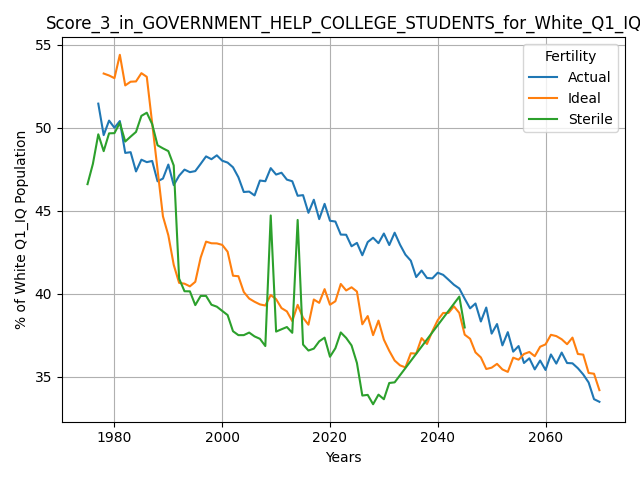 Score_3_in_GOVERNMENT_HELP_COLLEGE_STUDENTS_for_White_Q1_IQ
55
50
45
40
35
% of White Q1_IQ Population
Fertility
Actual
Ideal
Sterile
1980
2000
2020
2040
2060
Years